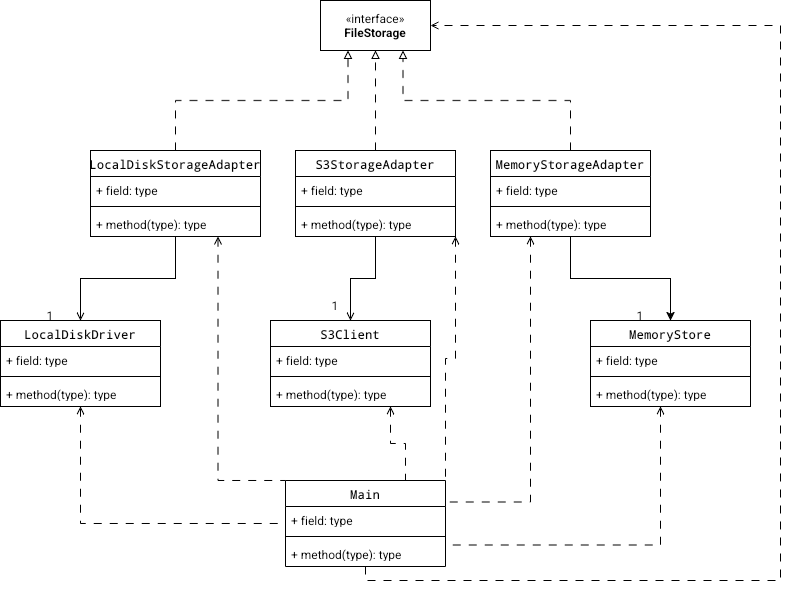 «interface»
FileStorage
LocalDiskStorageAdapter
+ field: type
+ method(type): type
S3StorageAdapter
+ field: type
+ method(type): type
MemoryStorageAdapter
+ field: type
+ method(type): type
1
LocalDiskDriver
+ field: type
+ method(type): type
1
S3Client
+ field: type
+ method(type): type
1
MemoryStore
+ field: type
+ method(type): type
Main
+ field: type
+ method(type): type